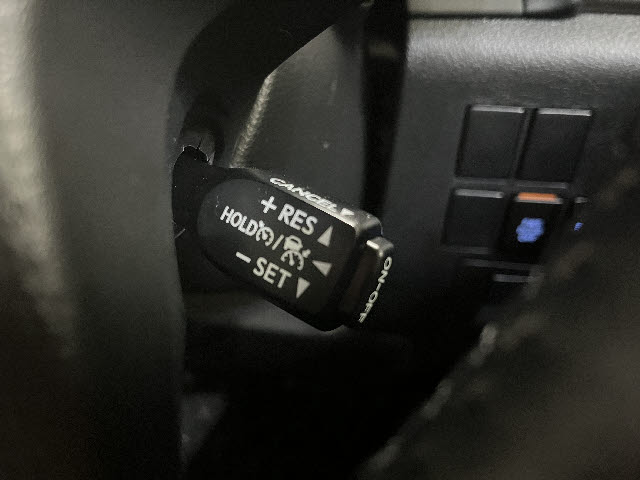 CANCEL
+ RES
HOLD /
- SET
ON-OFF